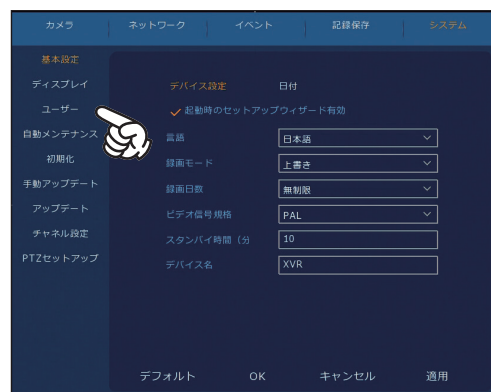 カメラ ネットワーク イベント 記録保存 システム
基本設定
ディスプレイ
ユーザー
自動メンテナンス
初期化
手動アップデート
アップデート
チャネル設定
PTZセットアップ
デバイス設定 日付
起動時のセットアップウィザード有効
言語 日本語
録画モード 上書き
録画日数 無制限
ビデオ信号規格 PAL
スタンバイ時間（分 10
デバイス名 XVR
デフォルト OK キャンセル 適用